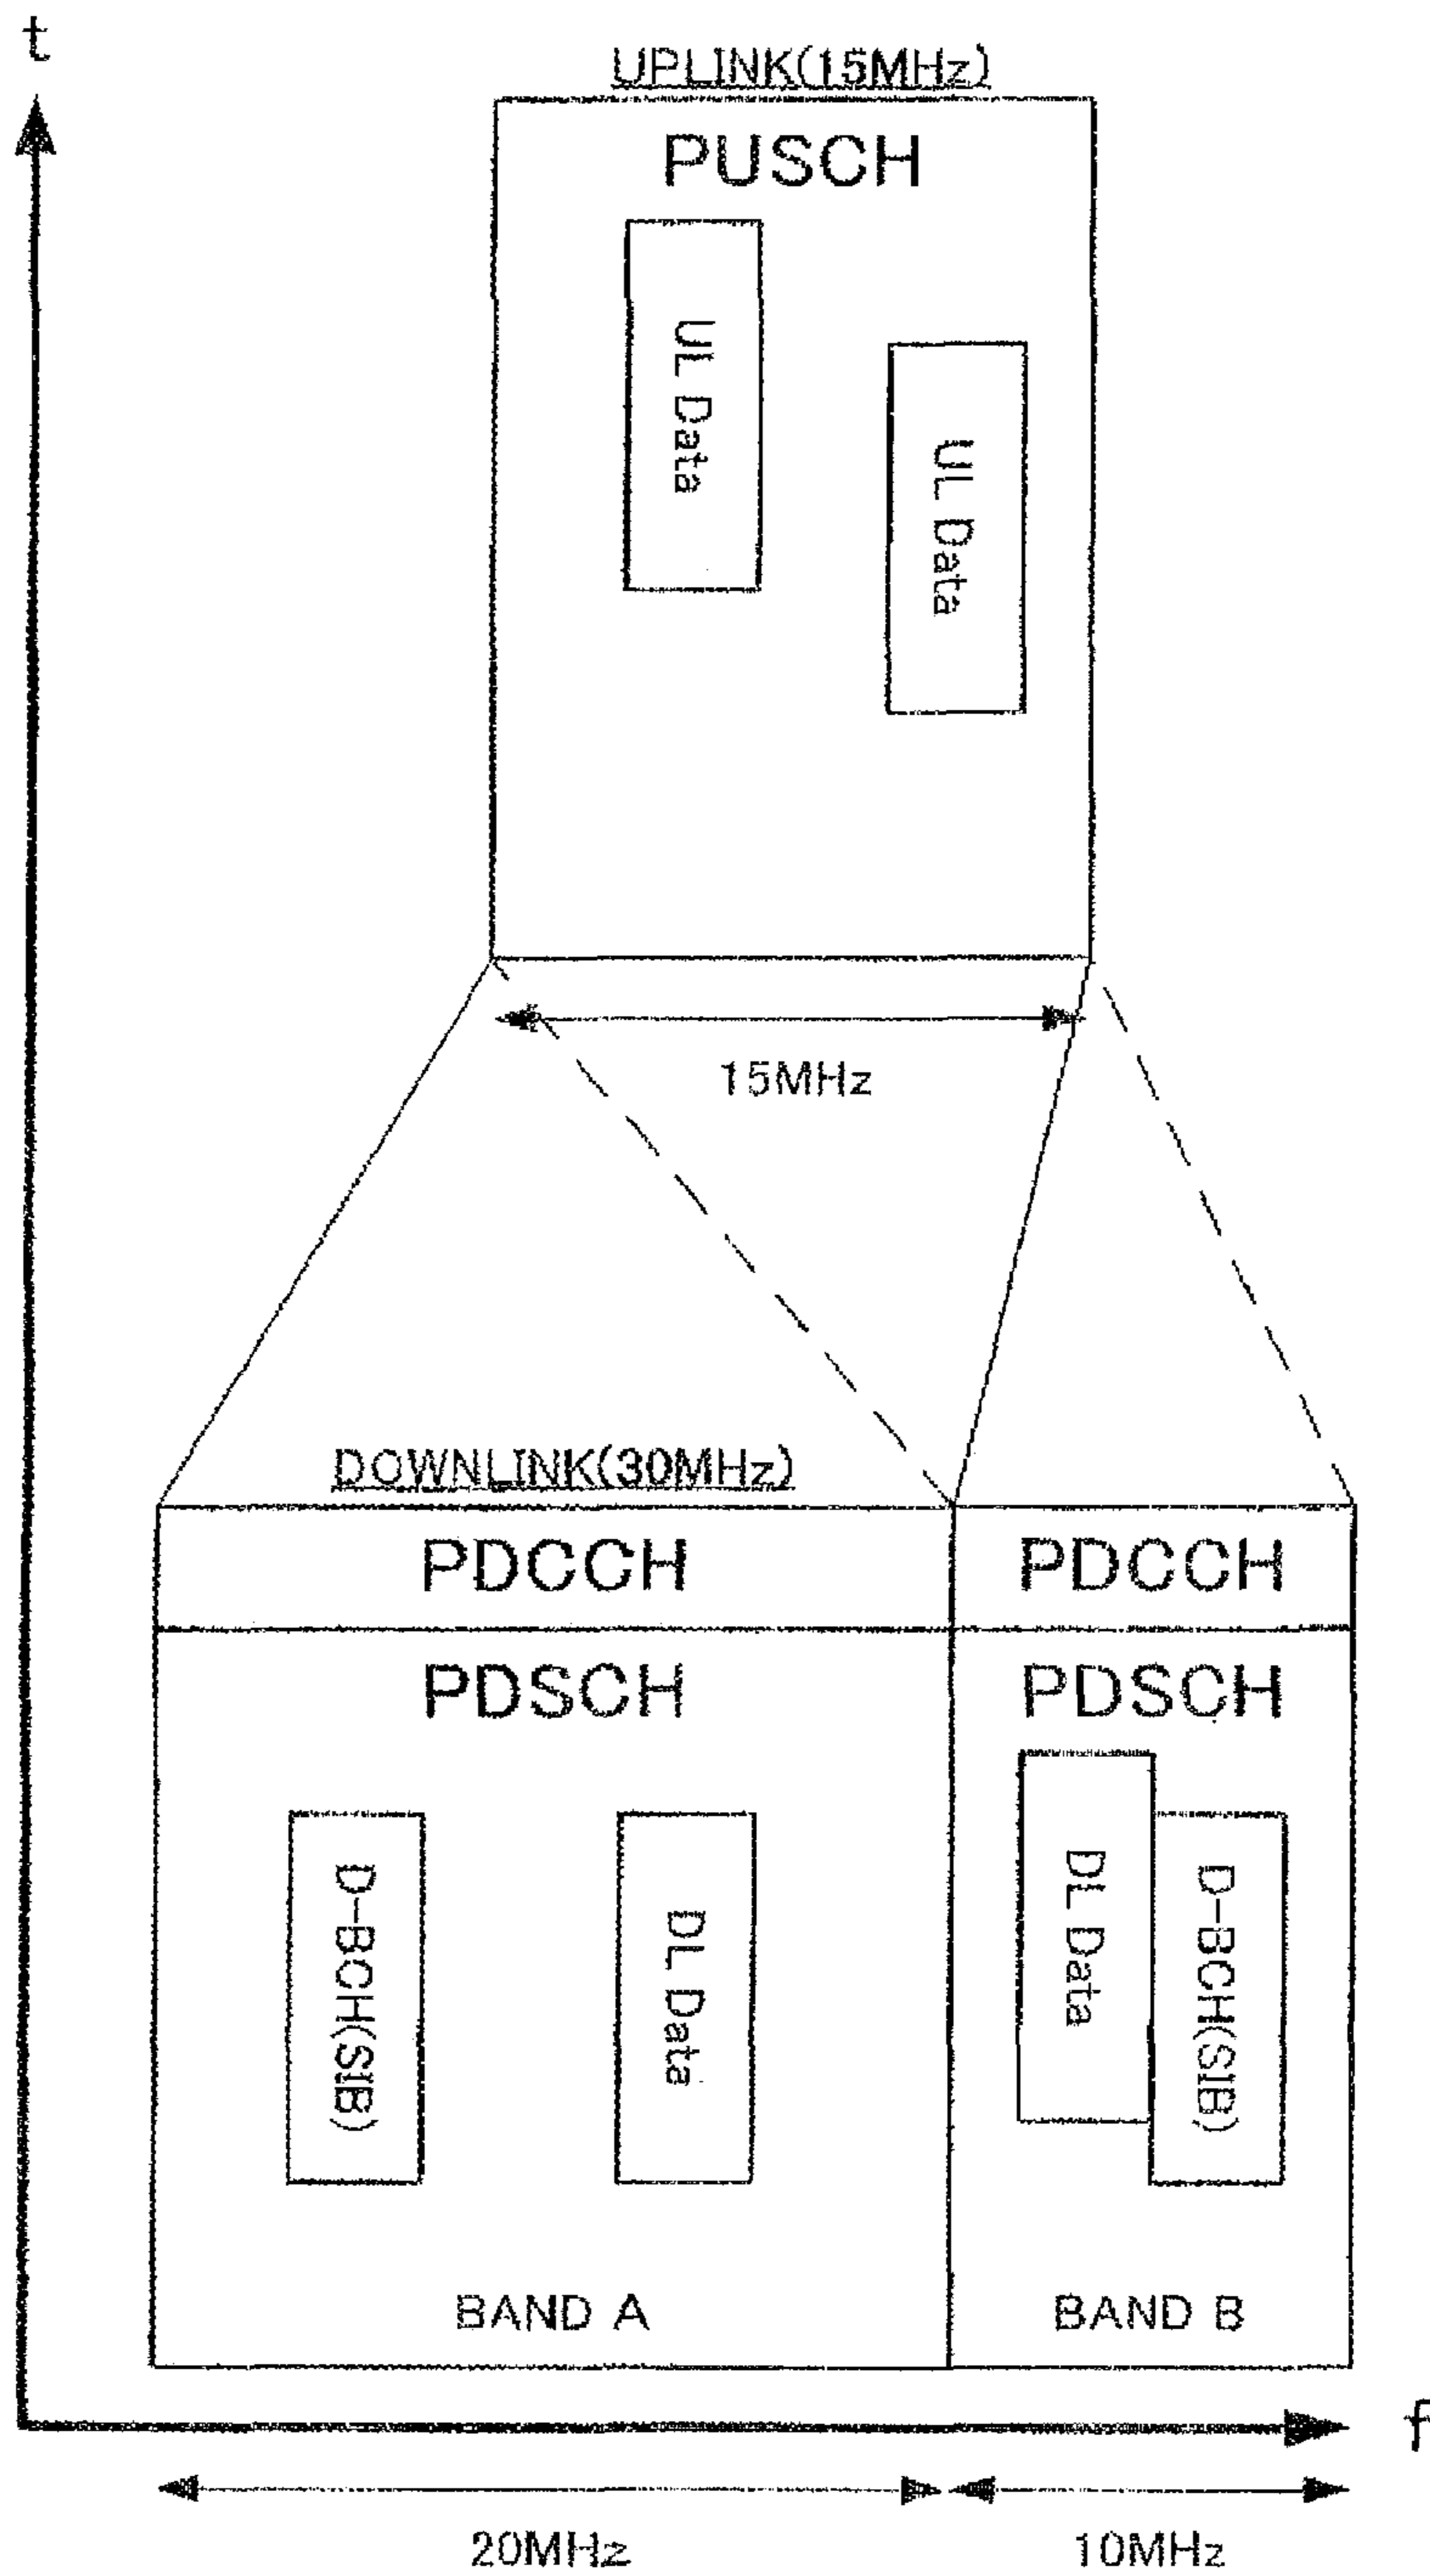 t
UPLINK(15MHz)
PUSCH
UL Data
UL Data
15MHz
DOWNLINK(30MHz)
PDCCH
PDCCH
PDSCH
PDSCH
D-BCH(SIB)
DL Data
DL Data
D-BCH(SIB)
BAND A
BAND B
f
20MHz
10MHz